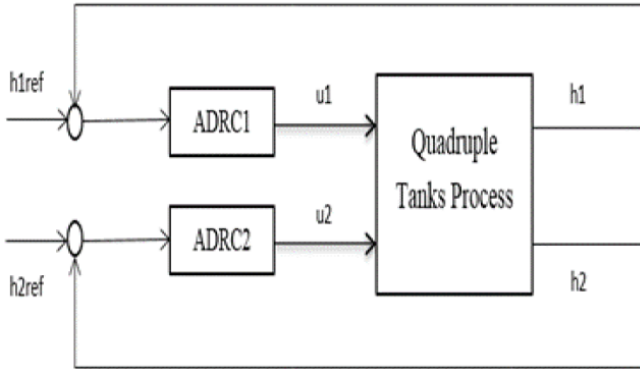 h1ref
ADRC1
u1
Quadruple
Tanks Process
h1
h2ref
ADRC2
u2
h2